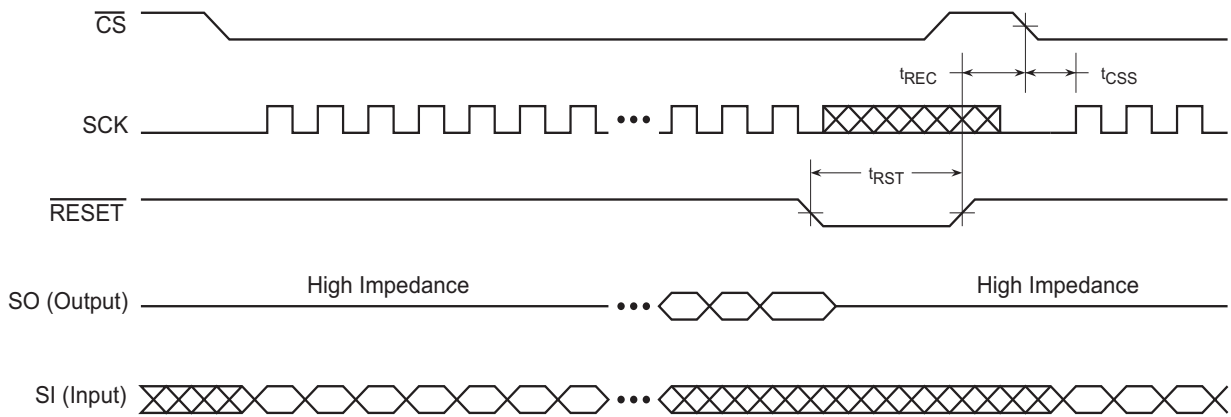 CS
tREC
tCSS
SCK
tRST
RESET
SO (Output)
High Impedance
High Impedance
SI (Input)